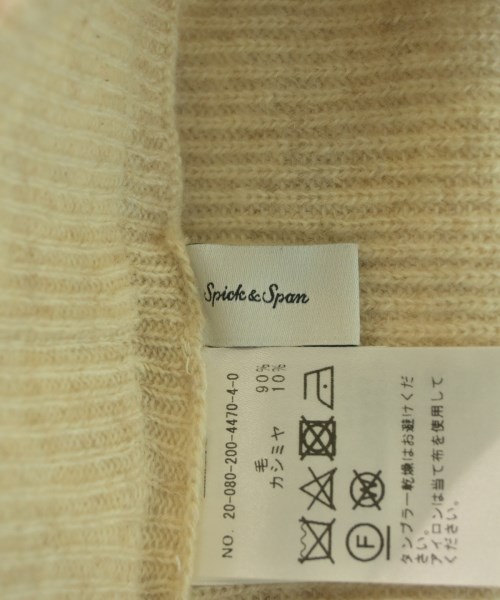 Spick & Span
NO. 20-080-200-4470-4-0
毛 90%
カシミヤ 10%
F W
タンブラー乾燥はお避けくだ
さい。
アイロンは当て布を使用して
ください。